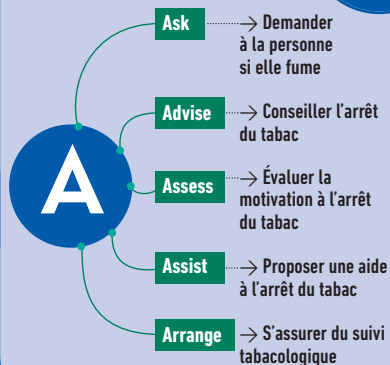 A
Ask → Demander
à la personne
si elle fume
Advise → Conseiller l'arrêt
du tabac
Assess → Évaluer la
motivation à l'arrêt
du tabac
Assist → Proposer une aide
à l'arrêt du tabac
Arrange → S'assurer du suivi
tabacologique